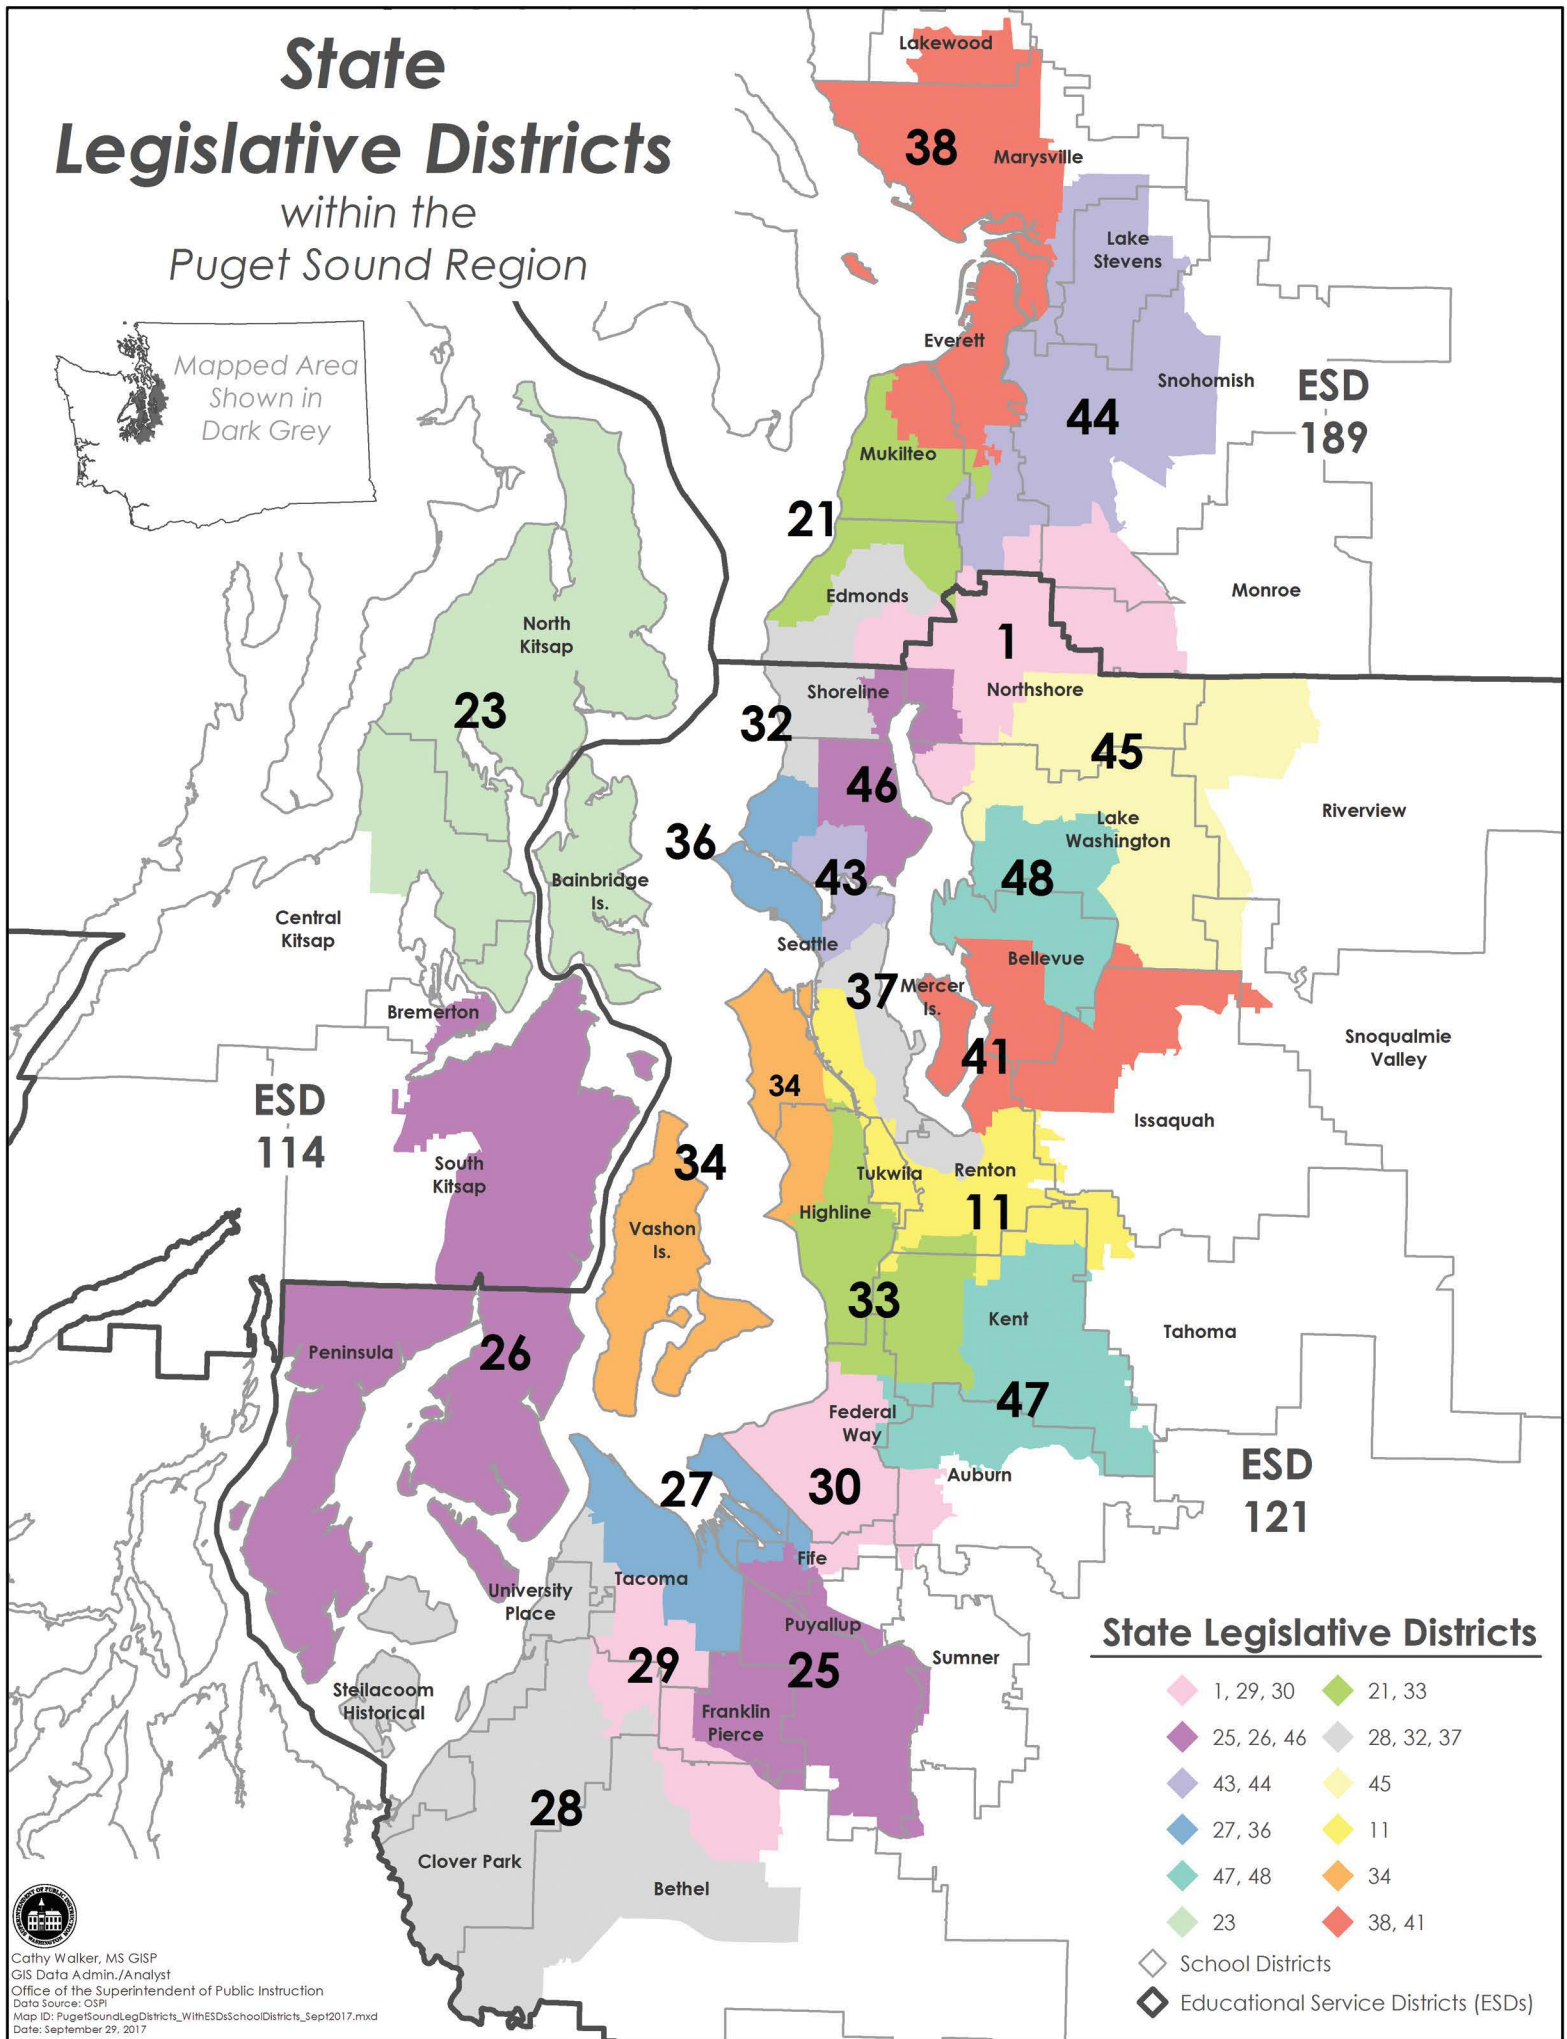 State
Legislative Districts
within the
Puget Sound Region
Mapped Area
Shown in
Dark Grey
Lakewood
38
Marysville
Lake
Stevens
Everett
Snohomish
ESD
189
44
Mukilteo
21
Edmonds
Monroe
North
Kitsap
1
23
Shoreline
Northshore
32
45
46
Riverview
Lake
Washington
36
43
48
Bainbridge
Is.
Central
Kitsap
Seattle
Bellevue
37
Mercer
Is.
Bremerton
Snoqualmie
Valley
41
34
ESD
114
Issaquah
South
Kitsap
34
Tukwila
Renton
Highline
11
Vashon
Is.
33
Kent
Tahoma
Peninsula
26
47
Federal
Way
Auburn
ESD
121
27
30
Fife
Tacoma
University
Place
Puyallup
Sumner
29
25
Steilacoom
Historical
Franklin
Pierce
28
Clover Park
Bethel
State Legislative Districts
1, 29, 30
21, 33
25, 26, 46
28, 32, 37
43, 44
45
27, 36
11
47, 48
34
23
38, 41
School Districts
Educational Service Districts (ESDs)
SUPERINTENDENT OF PUBLIC INSTRUCTION
WASHINGTON
Cathy Walker, MS GISP
GIS Data Admin./Analyst
Office of the Superintendent of Public Instruction
Data Source: OSPI
Map ID: PugetSoundLegDistricts_WithESDsSchoolDistricts_Sept2017.mxd
Date: September 29, 2017